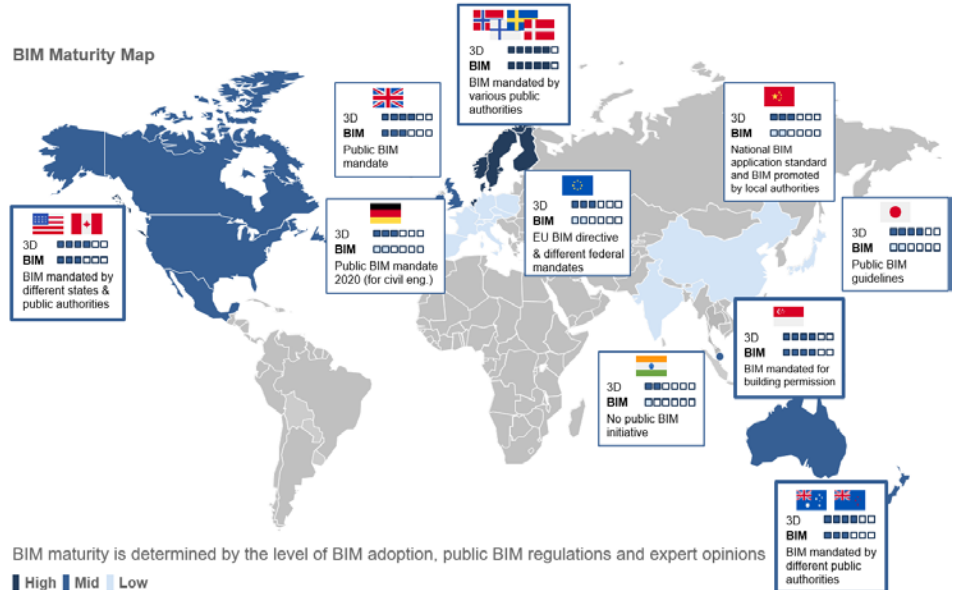 BIM Maturity Map
3D
BIM
BIM mandated by
various public
authorities
3D
BIM
Public BIM
mandate
3D
BIM
National BIM
application standard
and BIM promoted
by local authorities
3D
BIM
BIM mandated by
different states &
public authorities
3D
BIM
Public BIM mandate
2020 (for civil eng.)
3D
BIM
EU BIM directive
& different federal
mandates
3D
BIM
Public BIM
guidelines
3D
BIM
BIM mandated for
building permission
3D
BIM
No public BIM
initiative
3D
BIM
BIM mandated by
different public
authorities
BIM maturity is determined by the level of BIM adoption, public BIM regulations and expert opinions
High Mid Low